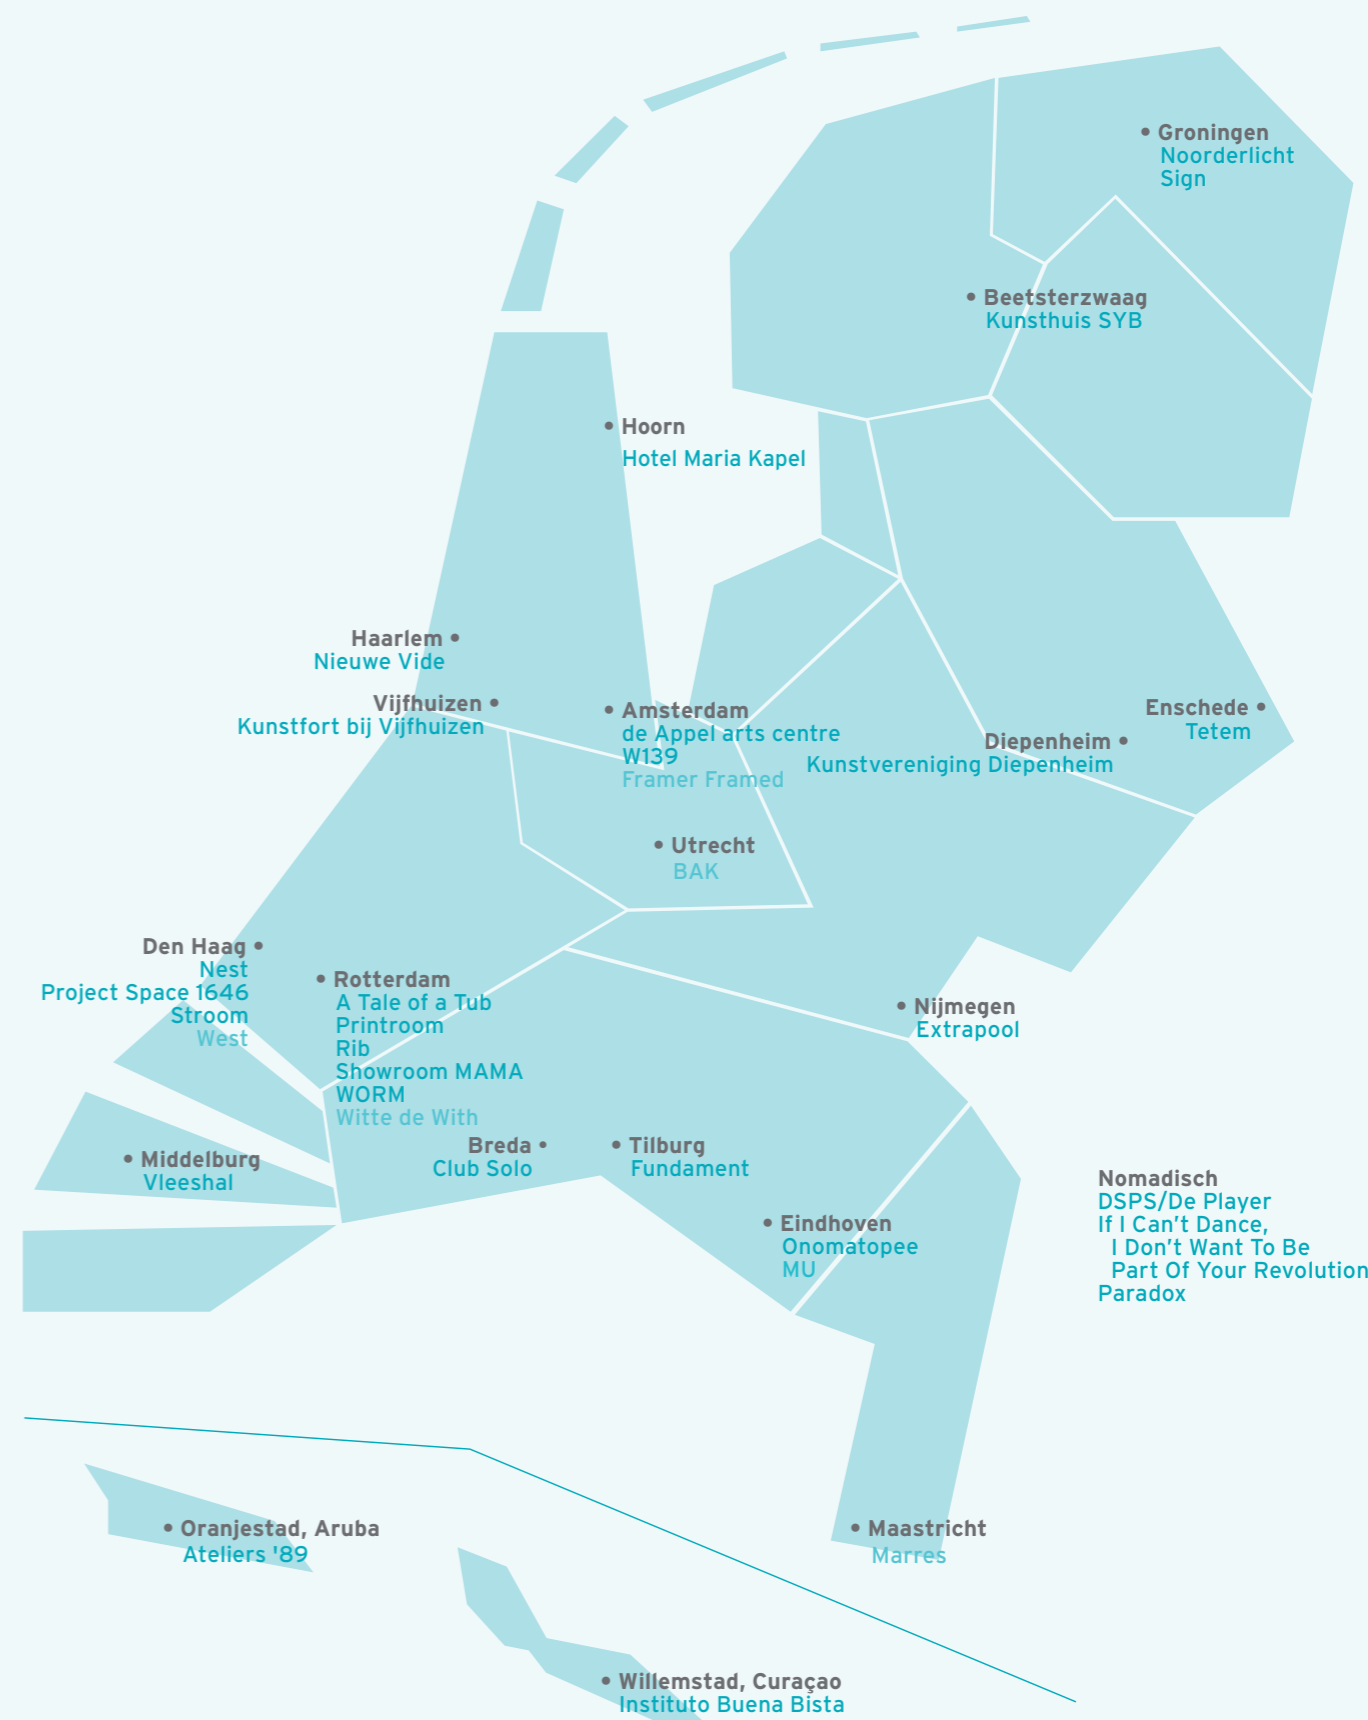 Groningen
Noorderlicht
Sign
Beetsterzwaag
Kunsthuis SYB
Hoorn
Hotel Maria Kapel
Haarlem
Nieuwe Vide
Vijfhuizen
Kunstfort bij Vijfhuizen
Amsterdam
de Appel arts centre
W139
Framer Framed
Enschede
Tetem
Diepenheim
Kunstvereniging Diepenheim
Utrecht
BAK
Den Haag
Nest
Project Space 1646
Stroom
West
Rotterdam
A Tale of a Tub
Printroom
Rib
Showroom MAMA
WORM
Witte de With
Nijmegen
Extrapool
Breda
Club Solo
Tilburg
Fundament
Middelburg
Vleeshal
Eindhoven
Onomatopee
MU
Nomadisch
DSPS/De Player
If I Can’t Dance,
I Don’t Want To Be
Part Of Your Revolution
Paradox
Oranjestad, Aruba
Ateliers '89
Maastricht
Marres
Willemstad, Curaçao
Instituto Buena Bista